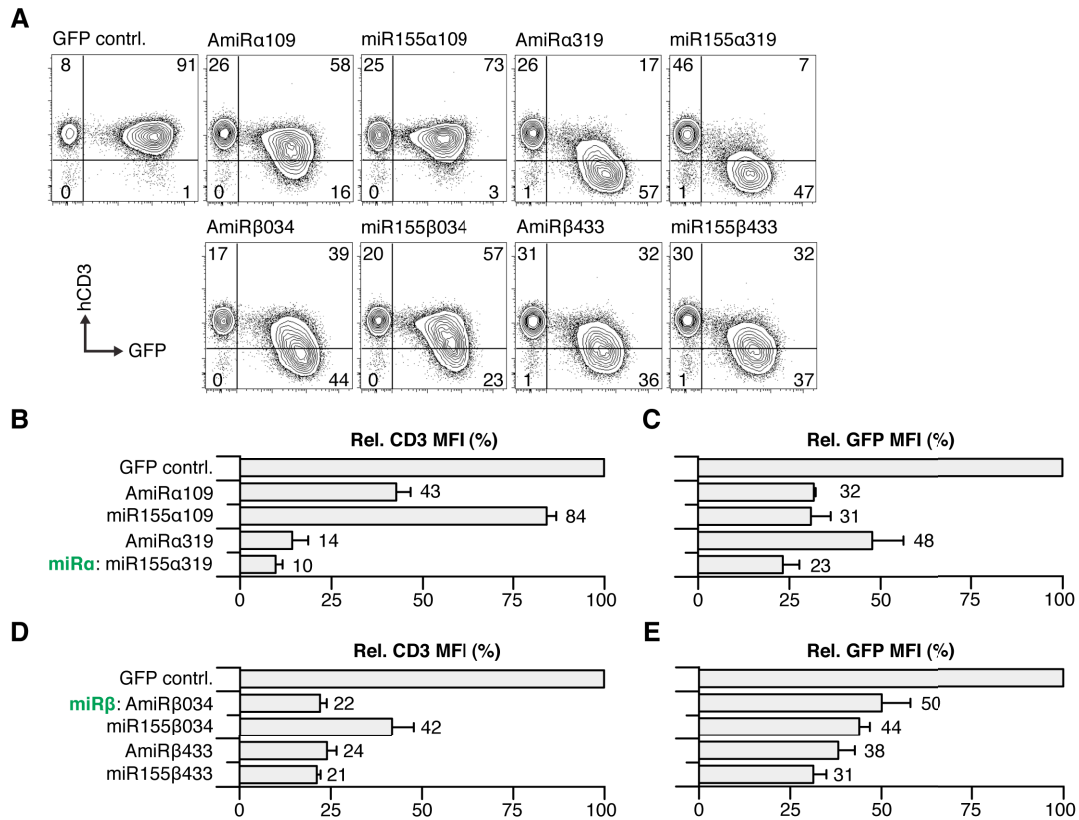 A
GFP contrl. AmiRα109 miR155α109 AmiRα319 miR155α319
8 91 26 58 25 73 26 17 46 7
0 1 0 16 0 3 1 57 1 47
AmiRβ034 miR155β034 AmiRβ433 miR155β433
17 39 20 57 31 32 30 32
hCD3
GFP
0 44 0 23 1 36 1 37
B C
Rel. CD3 MFI (%) Rel. GFP MFI (%)
GFP contrl.
AmiRα109 43 32
miR155α109 84 31
AmiRα319 14 48
miRα: miR155α319 10 23
0 25 50 75 100 0 25 50 75 100
D E
Rel. CD3 MFI (%) Rel. GFP MFI (%)
GFP contrl.
miRβ: AmiRβ034 22 50
miR155β034 42 44
AmiRβ433 24 38
miR155β433 21 31
0 25 50 75 100 0 25 50 75 100